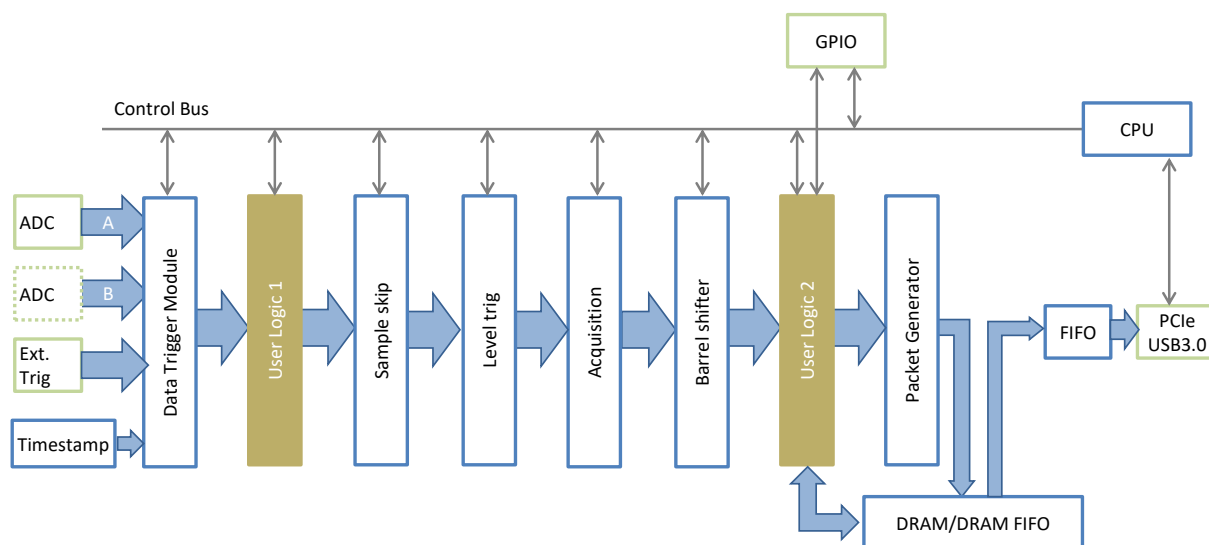 GPIO
Control Bus
CPU
ADC
A
ADC
B
Ext.
Trig
Timestamp
Data Trigger Module
User Logic 1
Sample skip
Level trig
Acquisition
Barrel shifter
User Logic 2
Packet Generator
FIFO
PCIe
USB3.0
DRAM/DRAM FIFO